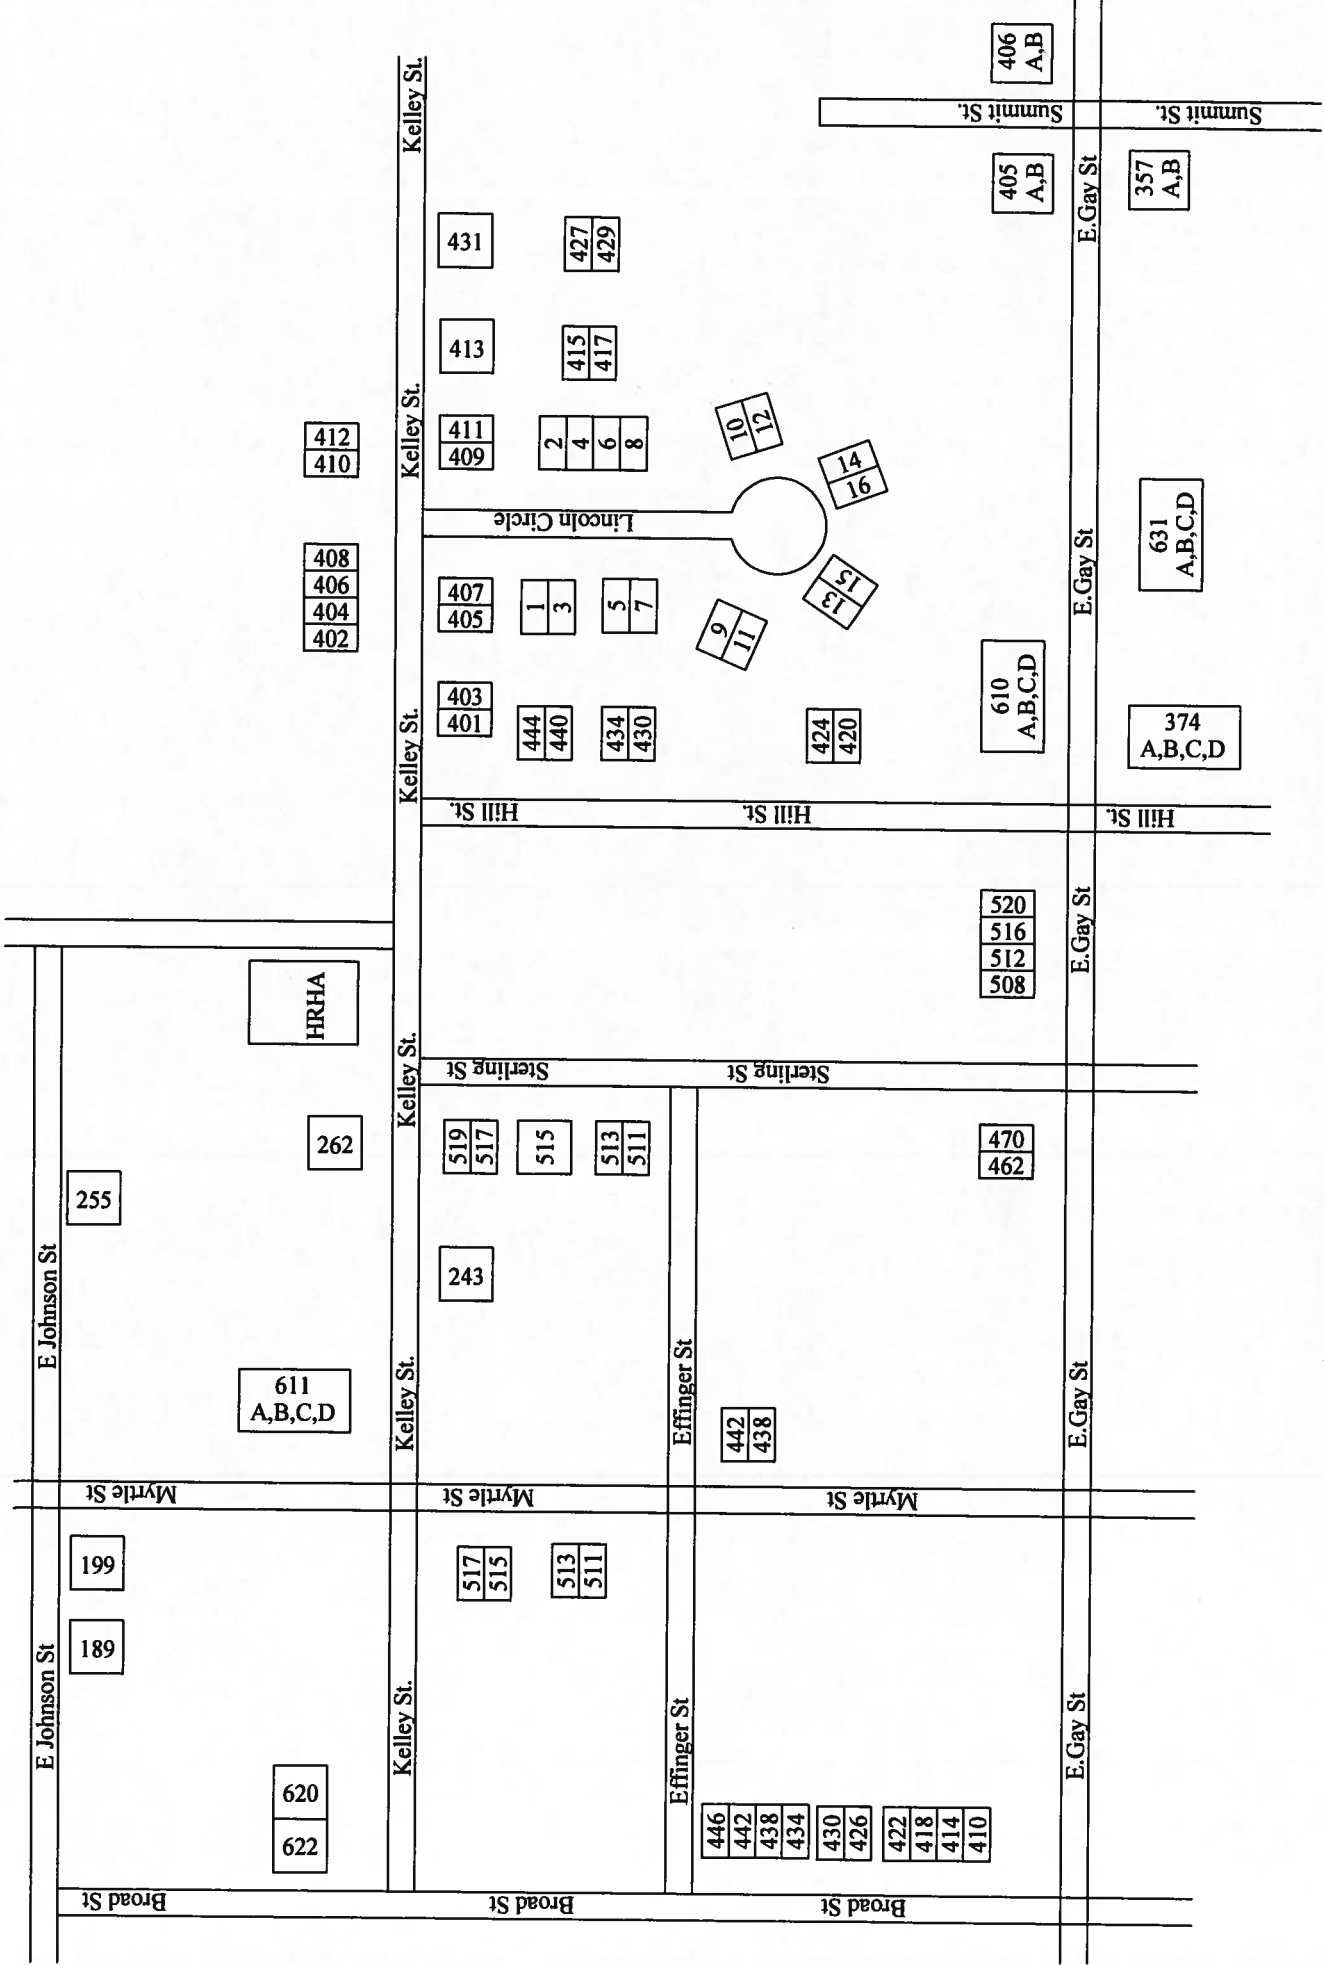 406
A,B
Summit St.
Summit St.
405
A,B
357
A,B
Kelley St.
E.Gay St
431
427
429
413
415
417
412
410
Kelley St.
411
409
2
4
6
8
10
12
14
16
Lincoln Circle
408
406
404
402
407
405
1
3
5
7
9
11
13
15
E.Gay St
631
A,B,C,D
610
A,B,C,D
374
A,B,C,D
403
401
444
440
434
430
424
420
Kelley St.
Hill St.
Hill St.
Hill St.
520
516
512
508
E.Gay St
HRHA
Kelley St.
Sterling St
Sterling St
262
255
519
517
515
513
511
470
462
243
E Johnson St
611
A,B,C,D
Kelley St.
Effinger St
442
438
E.Gay St
Myrtle St
Myrtle St
Myrtle St
199
189
517
515
513
511
E Johnson St
Kelley St.
Effinger St
E.Gay St
620
622
446
442
438
434
430
426
422
418
414
410
Broad St
Broad St
Broad St